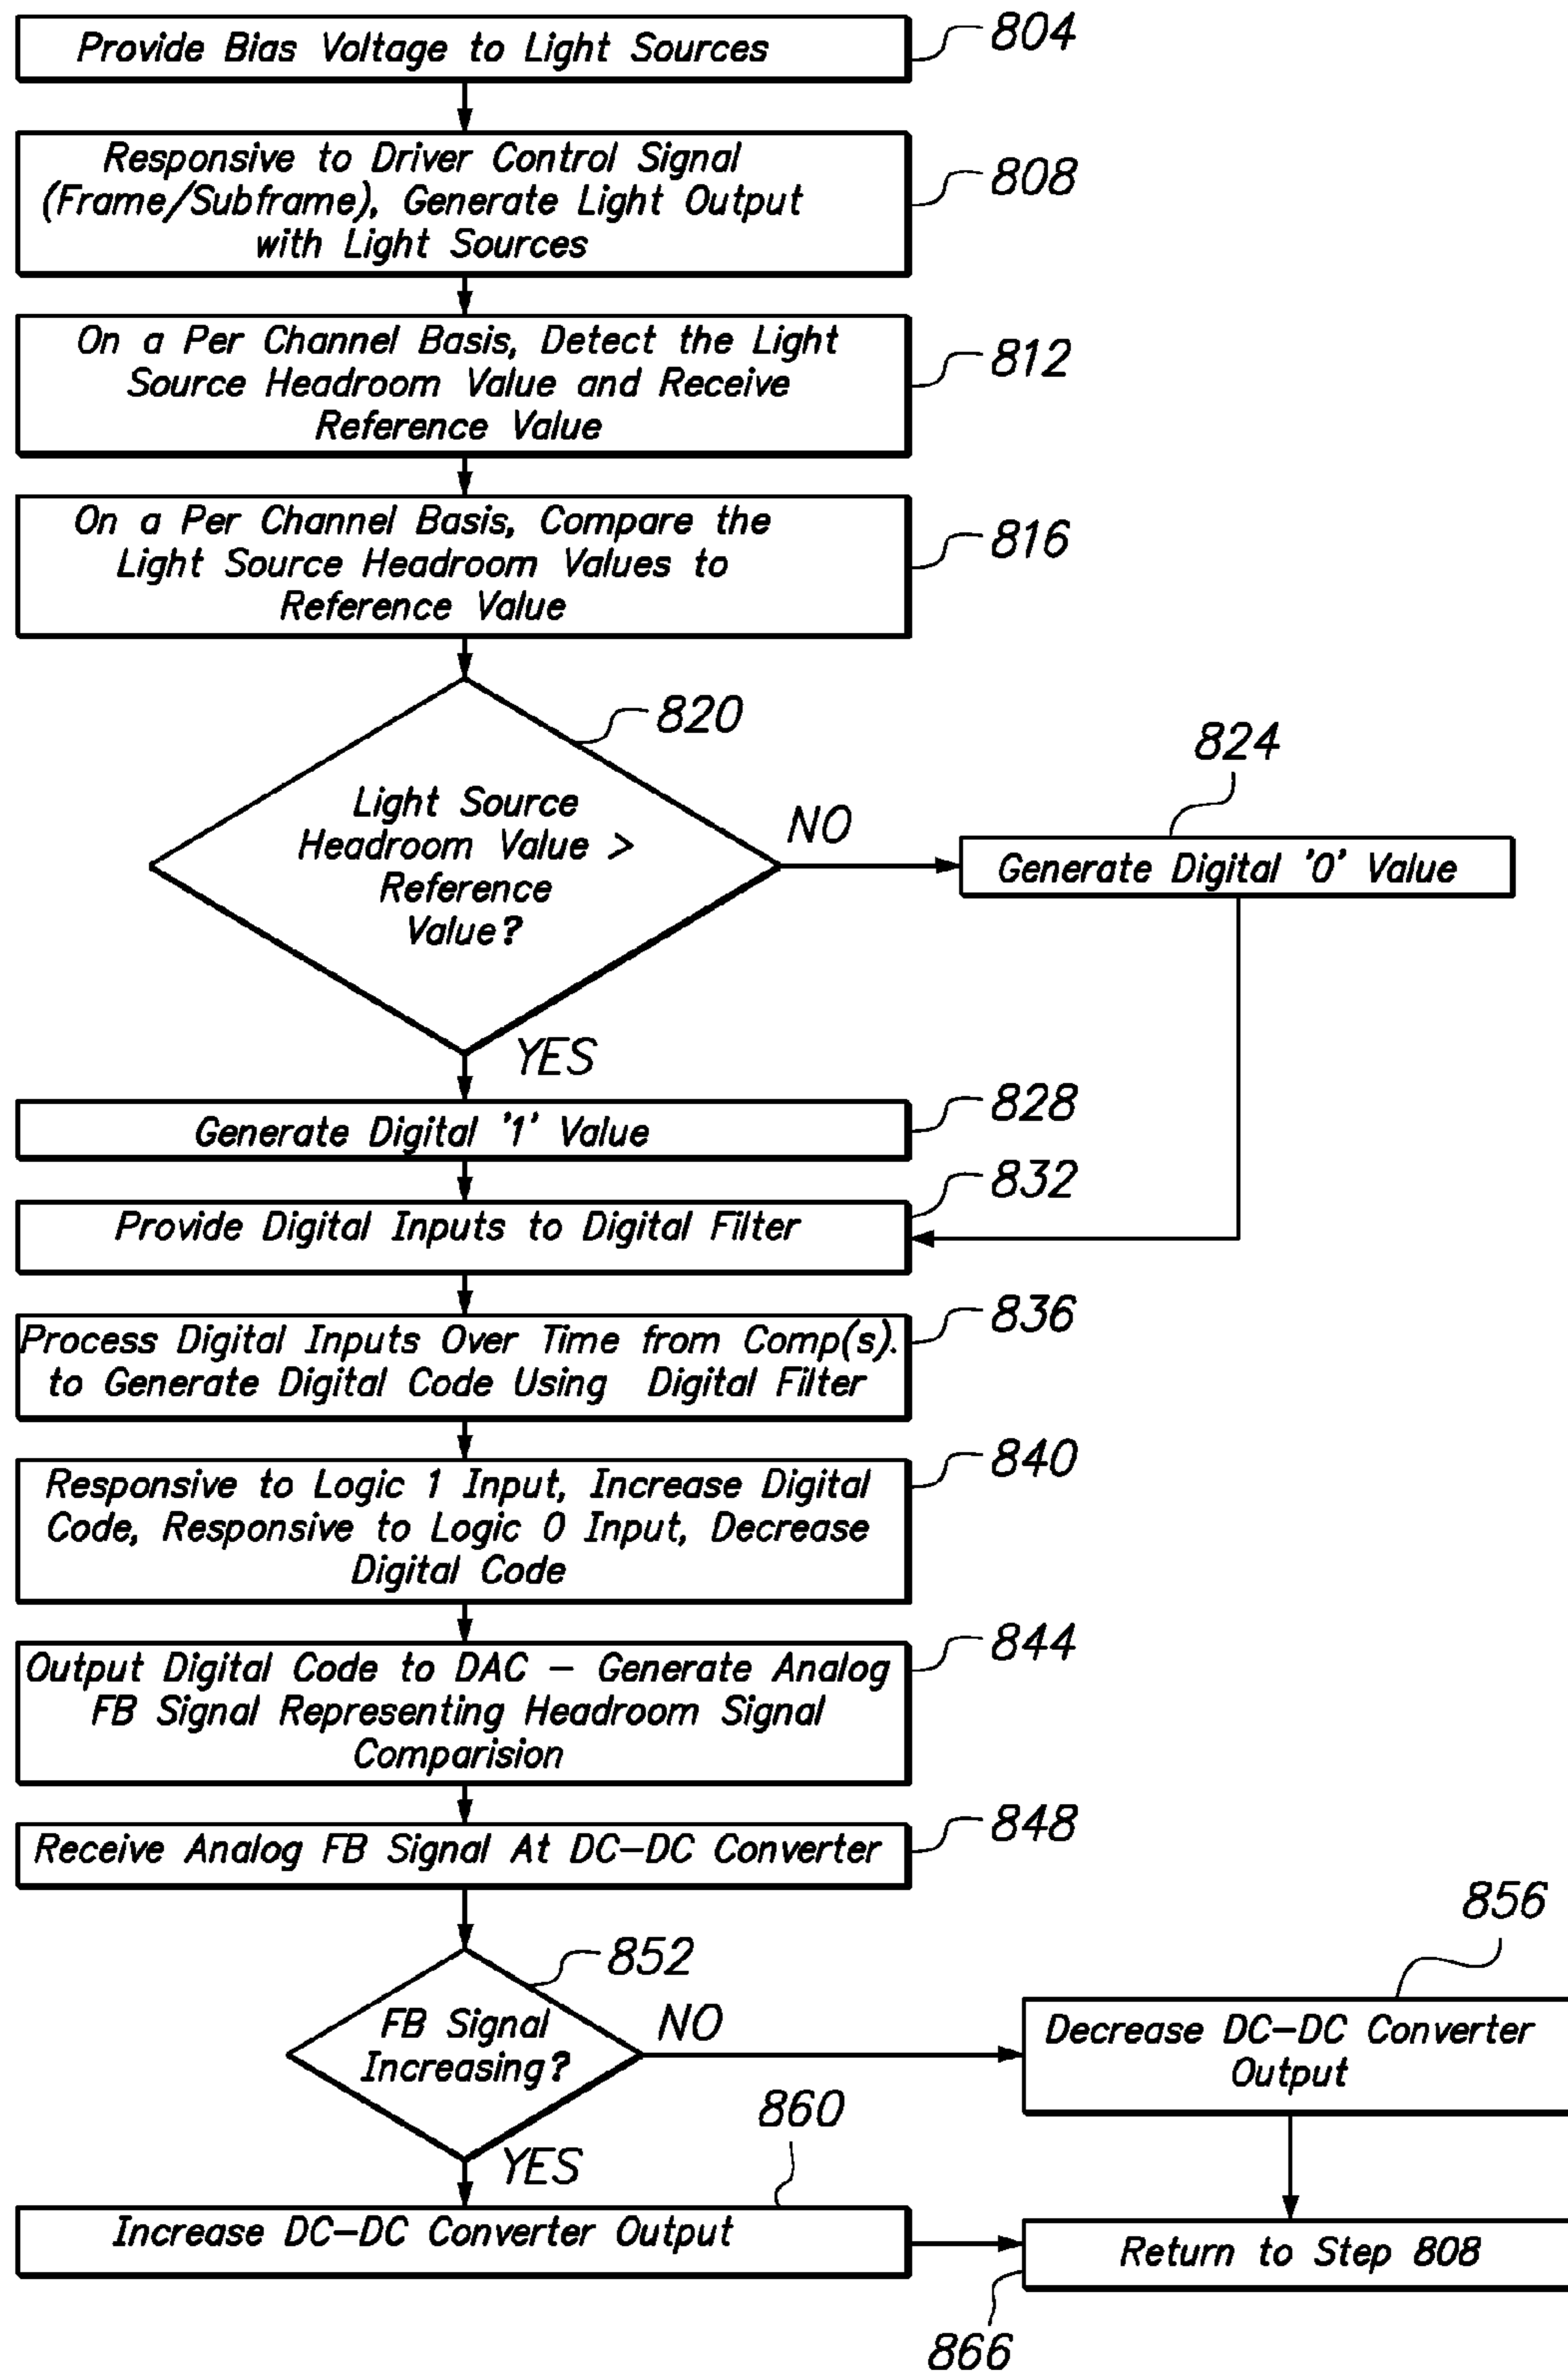 Provide Bias Voltage to Light Sources
804
Responsive to Driver Control Signal
(Frame/Subframe), Generate Light Output
with Light Sources
808
On a Per Channel Basis, Detect the Light
Source Headroom Value and Receive
Reference Value
812
On a Per Channel Basis, Compare the
Light Source Headroom Values to
Reference Value
816
820
Light Source
Headroom Value >
Reference
Value?
NO
824
Generate Digital '0' Value
YES
Generate Digital '1' Value
828
Provide Digital Inputs to Digital Filter
832
Process Digital Inputs Over Time from Comp(s).
to Generate Digital Code Using Digital Filter
836
Responsive to Logic 1 Input, Increase Digital
Code, Responsive to Logic 0 Input, Decrease
Digital Code
840
Output Digital Code to DAC – Generate Analog
FB Signal Representing Headroom Signal
Comparision
844
Receive Analog FB Signal At DC–DC Converter
848
852
FB Signal
Increasing?
NO
856
Decrease DC–DC Converter
Output
YES
860
Increase DC–DC Converter Output
Return to Step 808
866